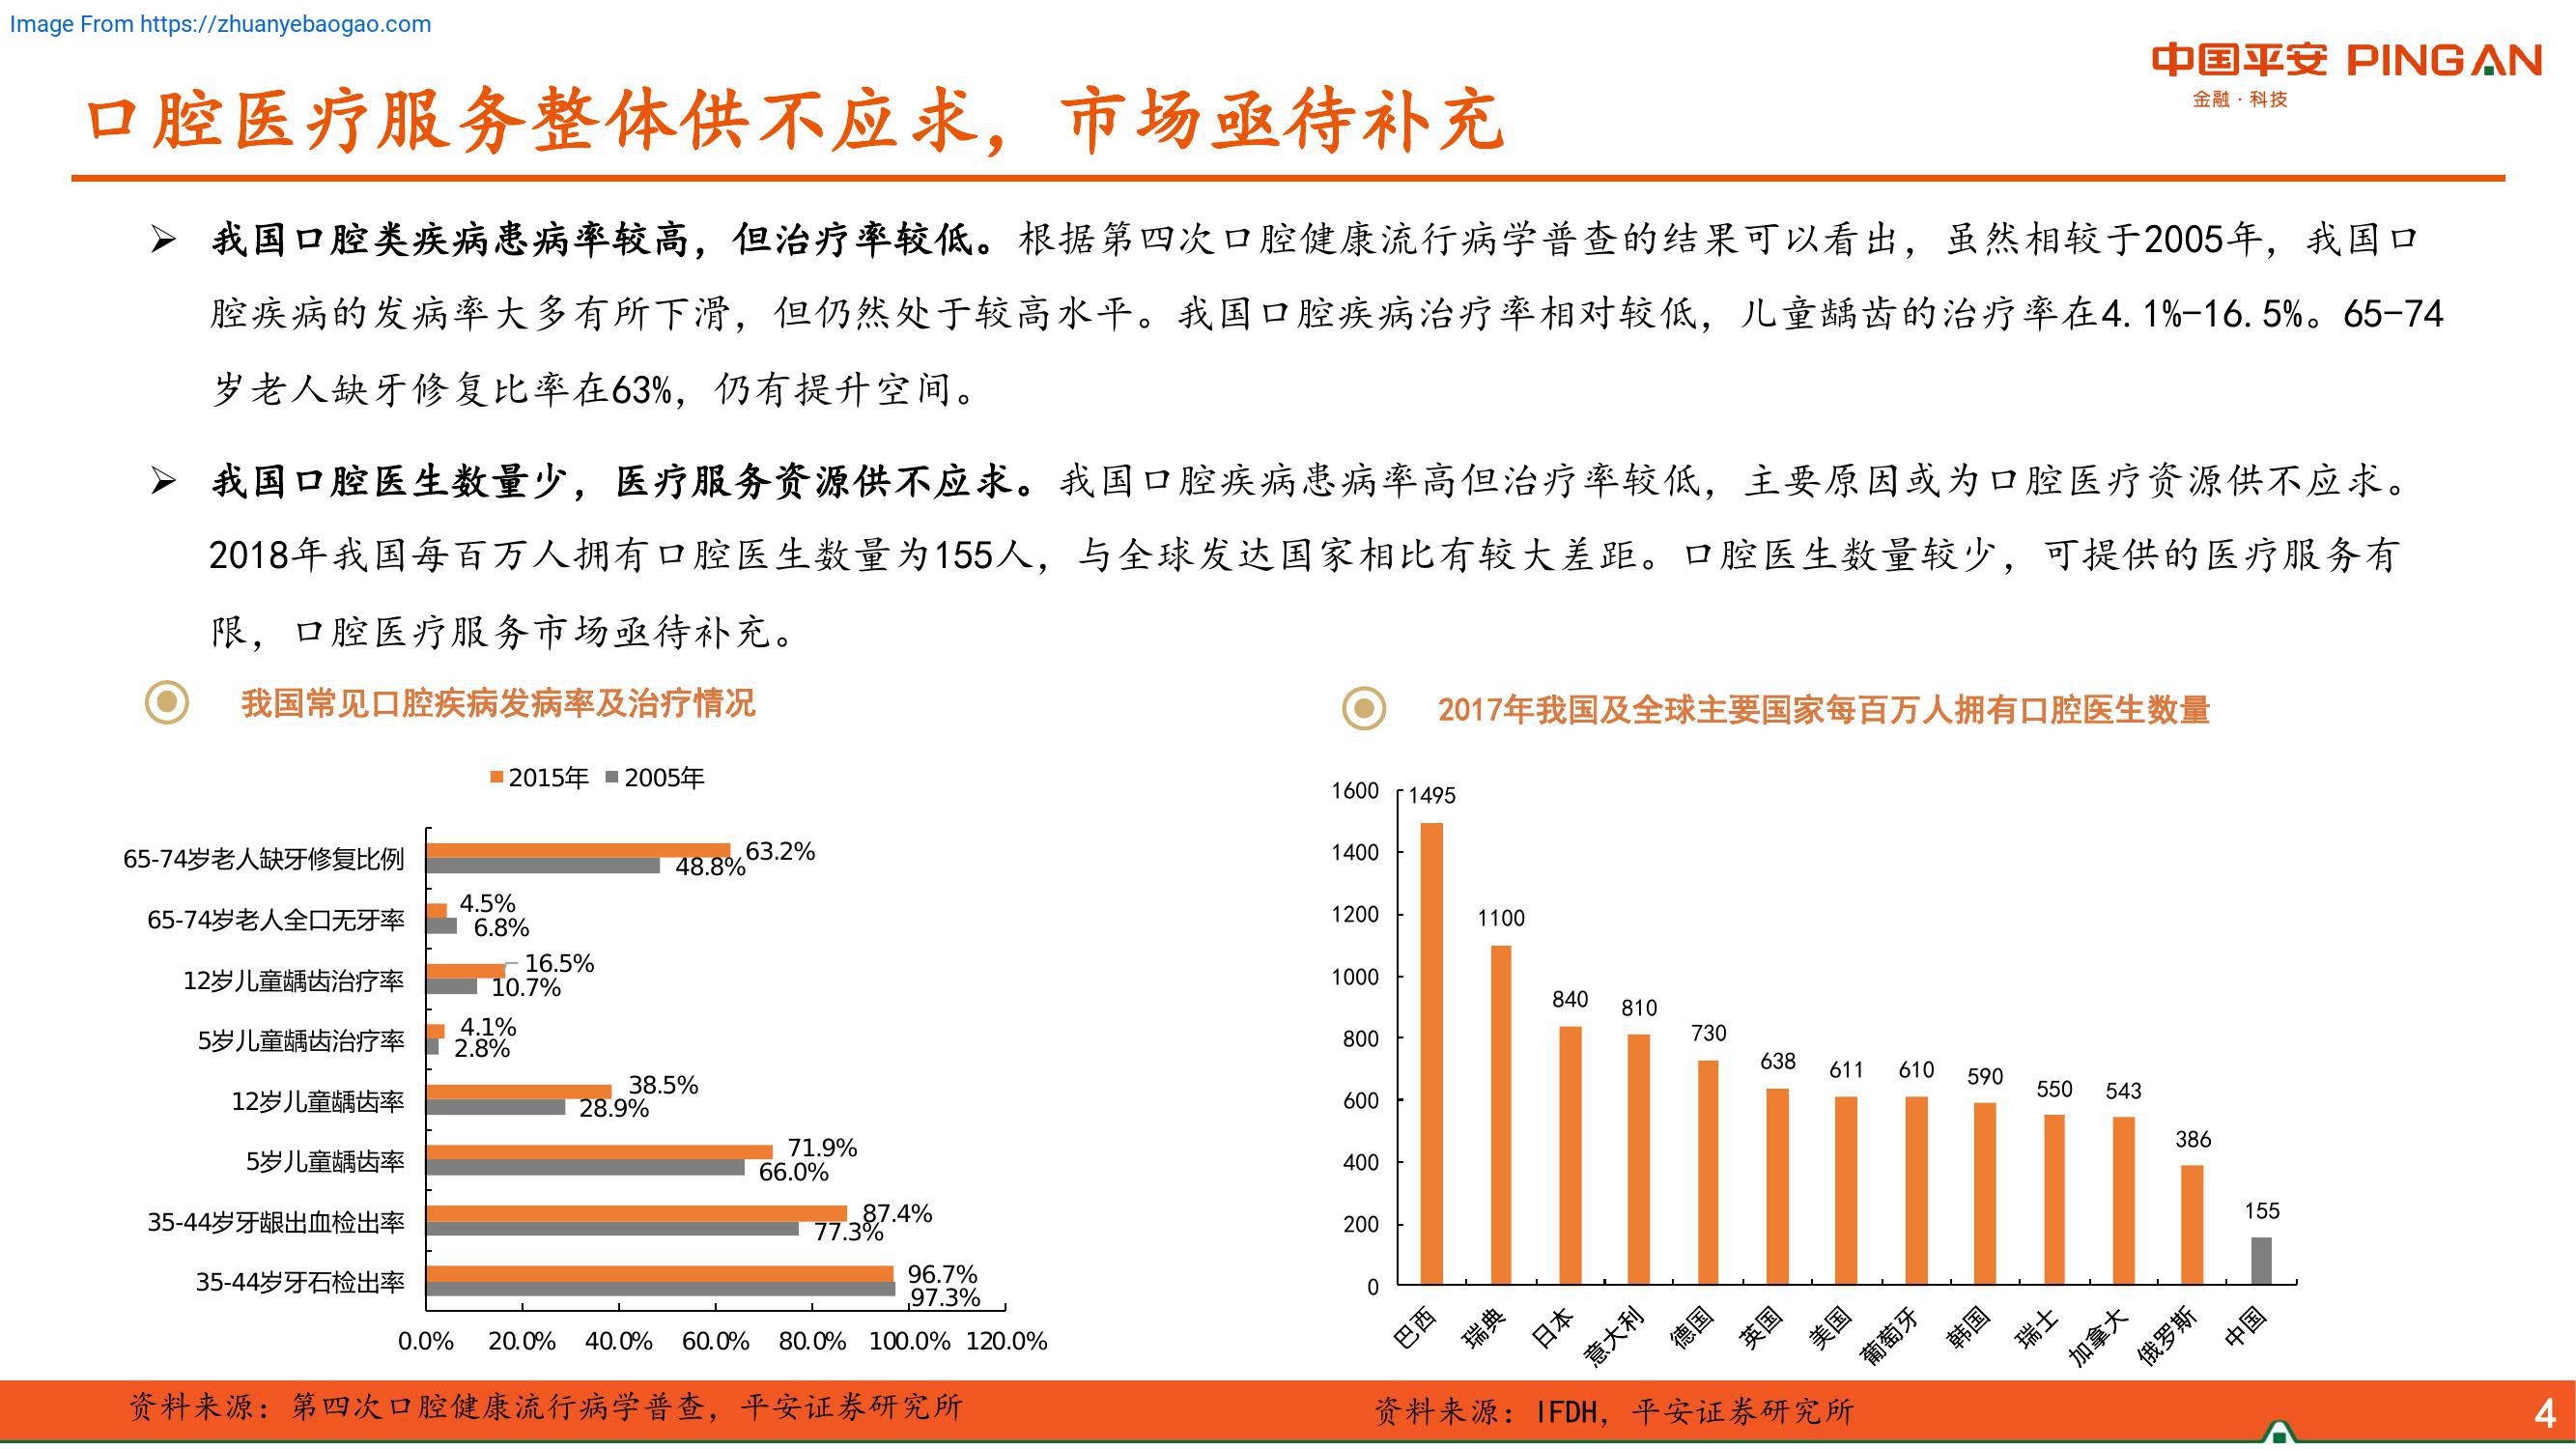 Image From https://zhuanyebaogao.com
中国平安 PINGAN
金融·科技
口腔医疗服务整体供不应求，市场亟待补充
➢ 我国口腔类疾病患病率较高，但治疗率较低。根据第四次口腔健康流行病学普查的结果可以看出，虽然相较于2005年，我国口
腔疾病的发病率大多有所下滑，但仍然处于较高水平。我国口腔疾病治疗率相对较低，儿童龋齿的治疗率在4.1%-16.5%。65-74
岁老人缺牙修复比率在63%，仍有提升空间。
➢ 我国口腔医生数量少，医疗服务资源供不应求。我国口腔疾病患病率高但治疗率较低，主要原因或为口腔医疗资源供不应求。
2018年我国每百万人拥有口腔医生数量为155人，与全球发达国家相比有较大差距。口腔医生数量较少，可提供的医疗服务有
限，口腔医疗服务市场亟待补充。
我国常见口腔疾病发病率及治疗情况
2015年 2005年
65-74岁老人缺牙修复比例 63.2% 48.8%
65-74岁老人全口无牙率 4.5% 6.8%
12岁儿童龋齿治疗率 16.5% 10.7%
5岁儿童龋齿治疗率 4.1% 2.8%
12岁儿童龋齿率 38.5% 28.9%
5岁儿童龋齿率 71.9% 66.0%
35-44岁牙龈出血检出率 87.4% 77.3%
35-44岁牙石检出率 96.7% 97.3%
0.0% 20.0% 40.0% 60.0% 80.0% 100.0% 120.0%
2017年我国及全球主要国家每百万人拥有口腔医生数量
1600
1400
1200
1000
800
600
400
200
0
1495 1100 840 810 730 638 611 610 590 550 543 386 155
巴西 瑞典 日本 意大利 德国 英国 美国 葡萄牙 韩国 瑞士 加拿大 俄罗斯 中国
资料来源：第四次口腔健康流行病学普查，平安证券研究所
资料来源：IFDH，平安证券研究所
4